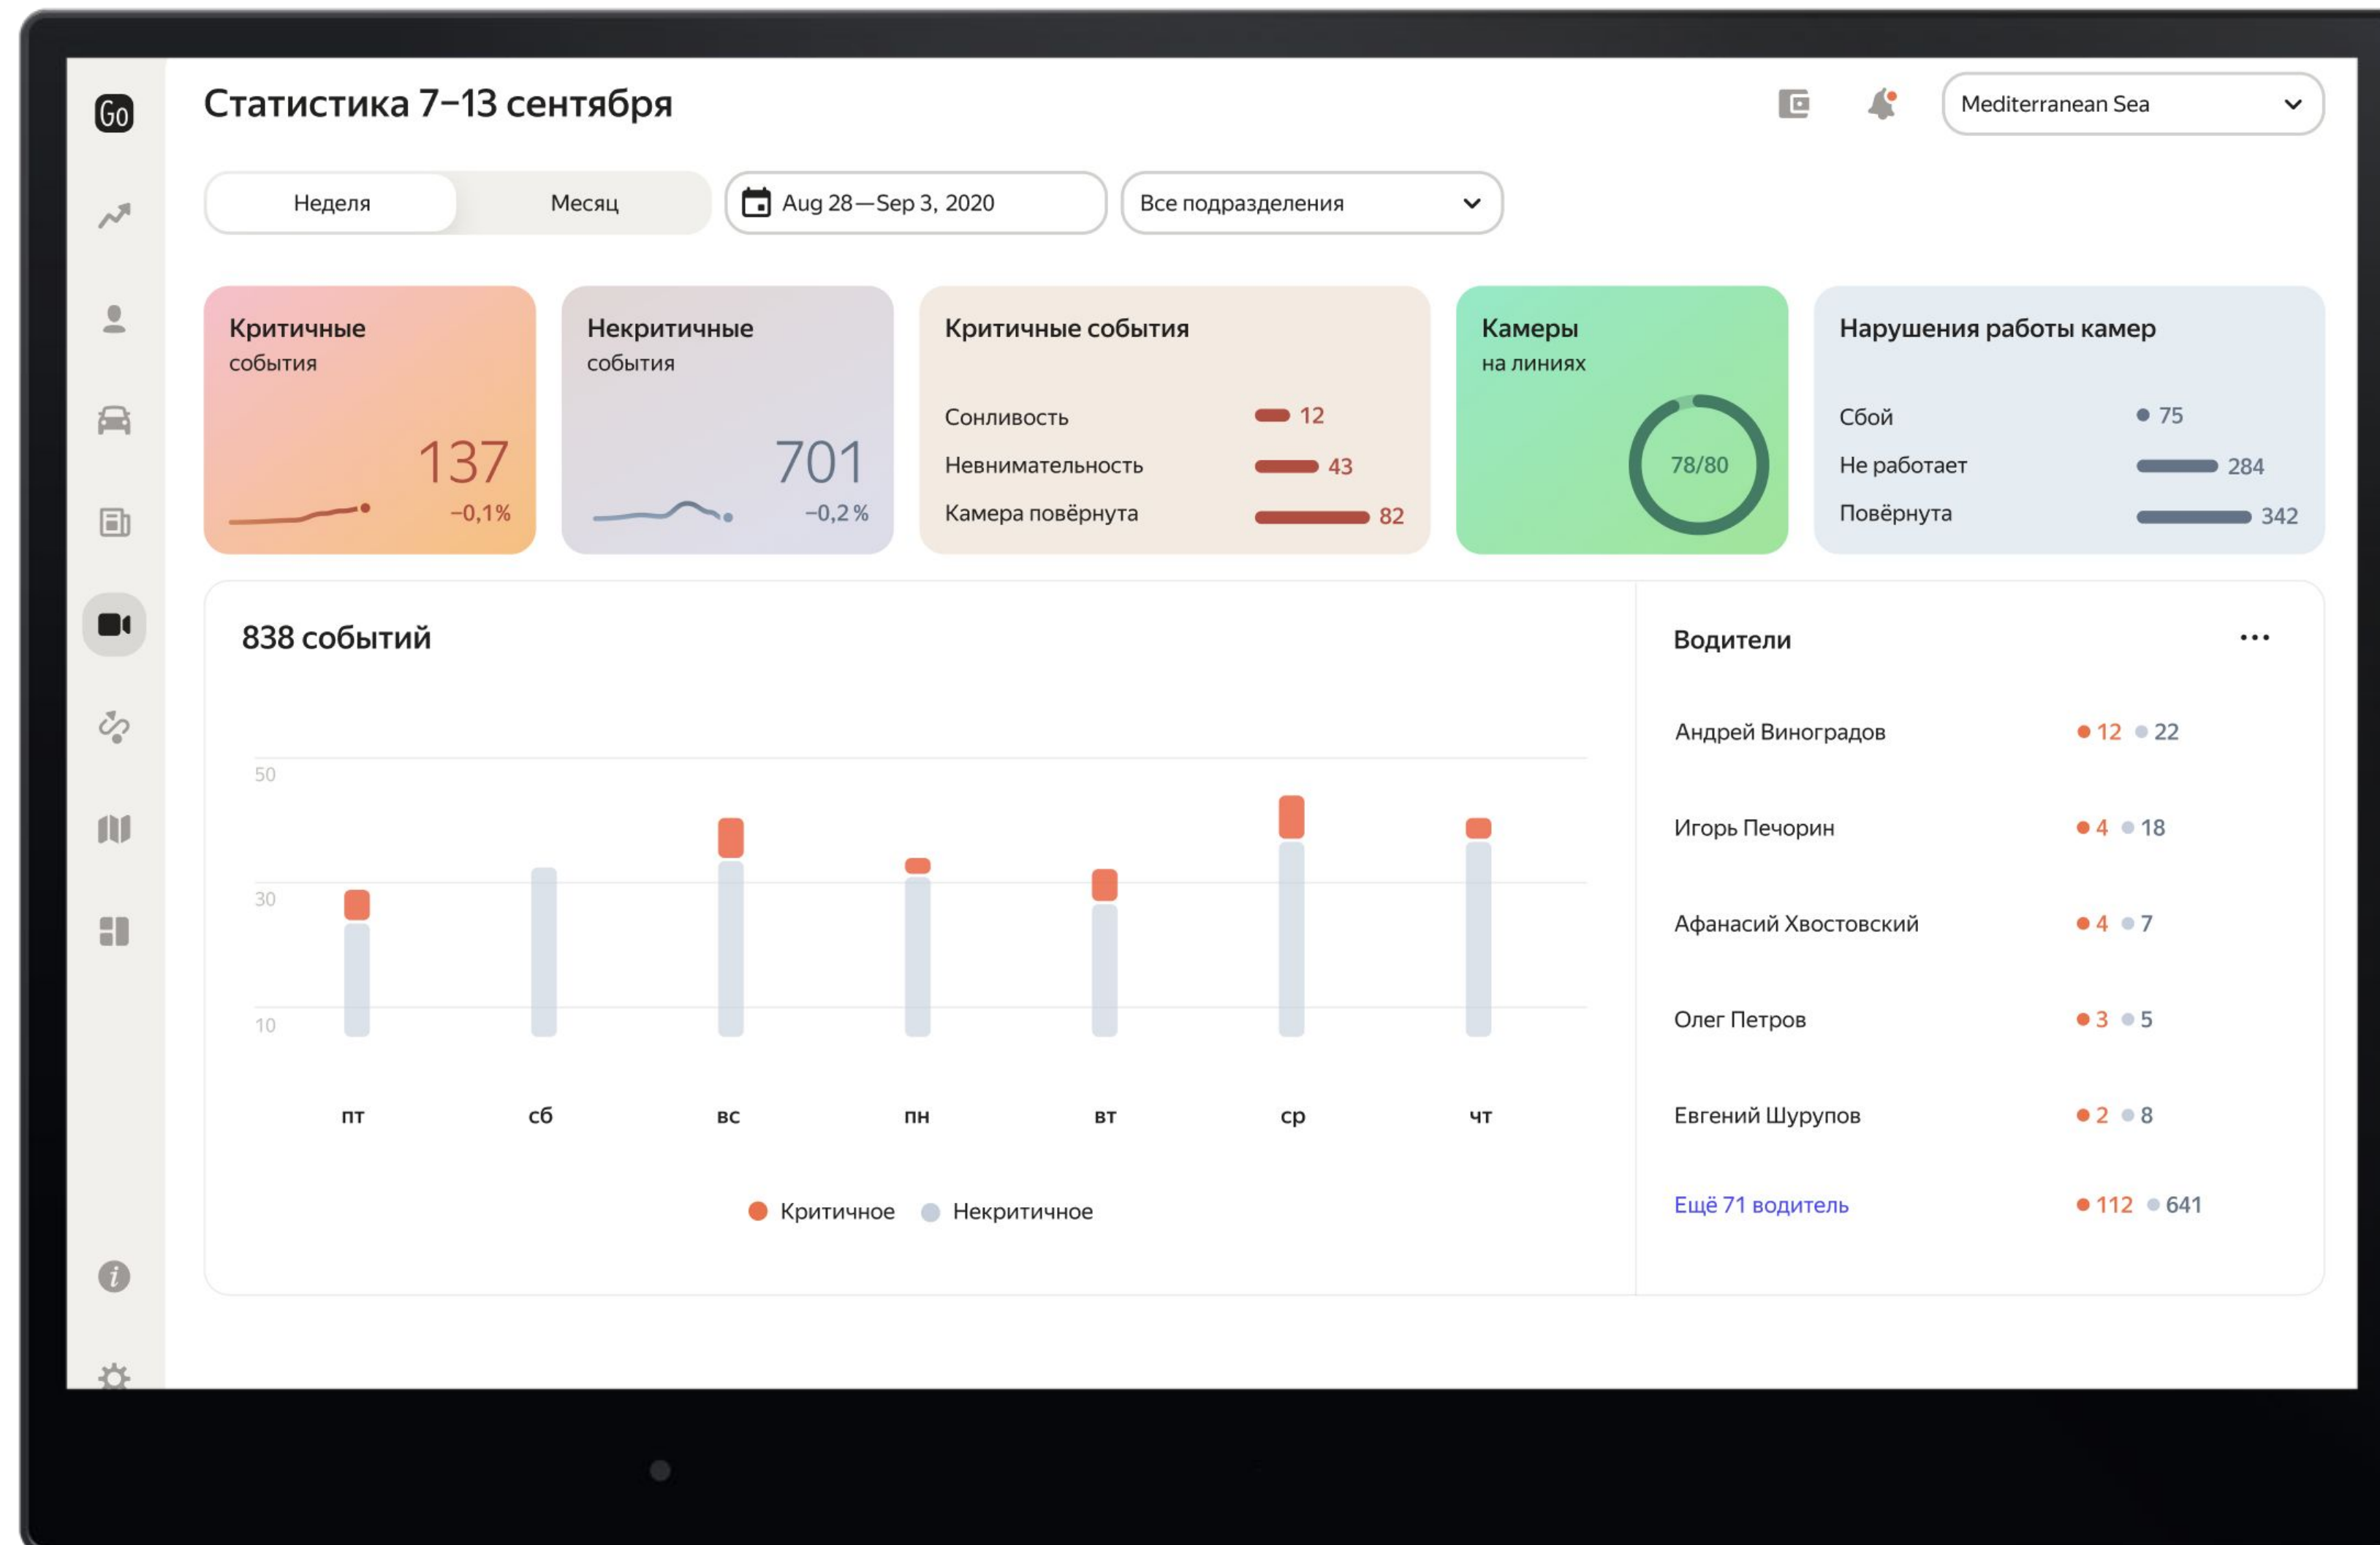 Go
Статистика 7–13 сентября
Mediterranean Sea
Неделя
Месяц
Aug 28—Sep 3, 2020
Все подразделения
Критичные
события
137
−0,1%
Некритичные
события
701
−0,2 %
Критичные события
Сонливость 12
Невнимательность 43
Камера повёрнута 82
Камеры
на линиях
78/80
Нарушения работы камер
Сбой 75
Не работает 284
Повёрнута 342
838 событий
50
30
10
пт сб вс пн вт ср чт
Критичное Некритичное
Водители
Андрей Виноградов 12 22
Игорь Печорин 4 18
Афанасий Хвостовский 4 7
Олег Петров 3 5
Евгений Шурупов 2 8
Ещё 71 водитель 112 641